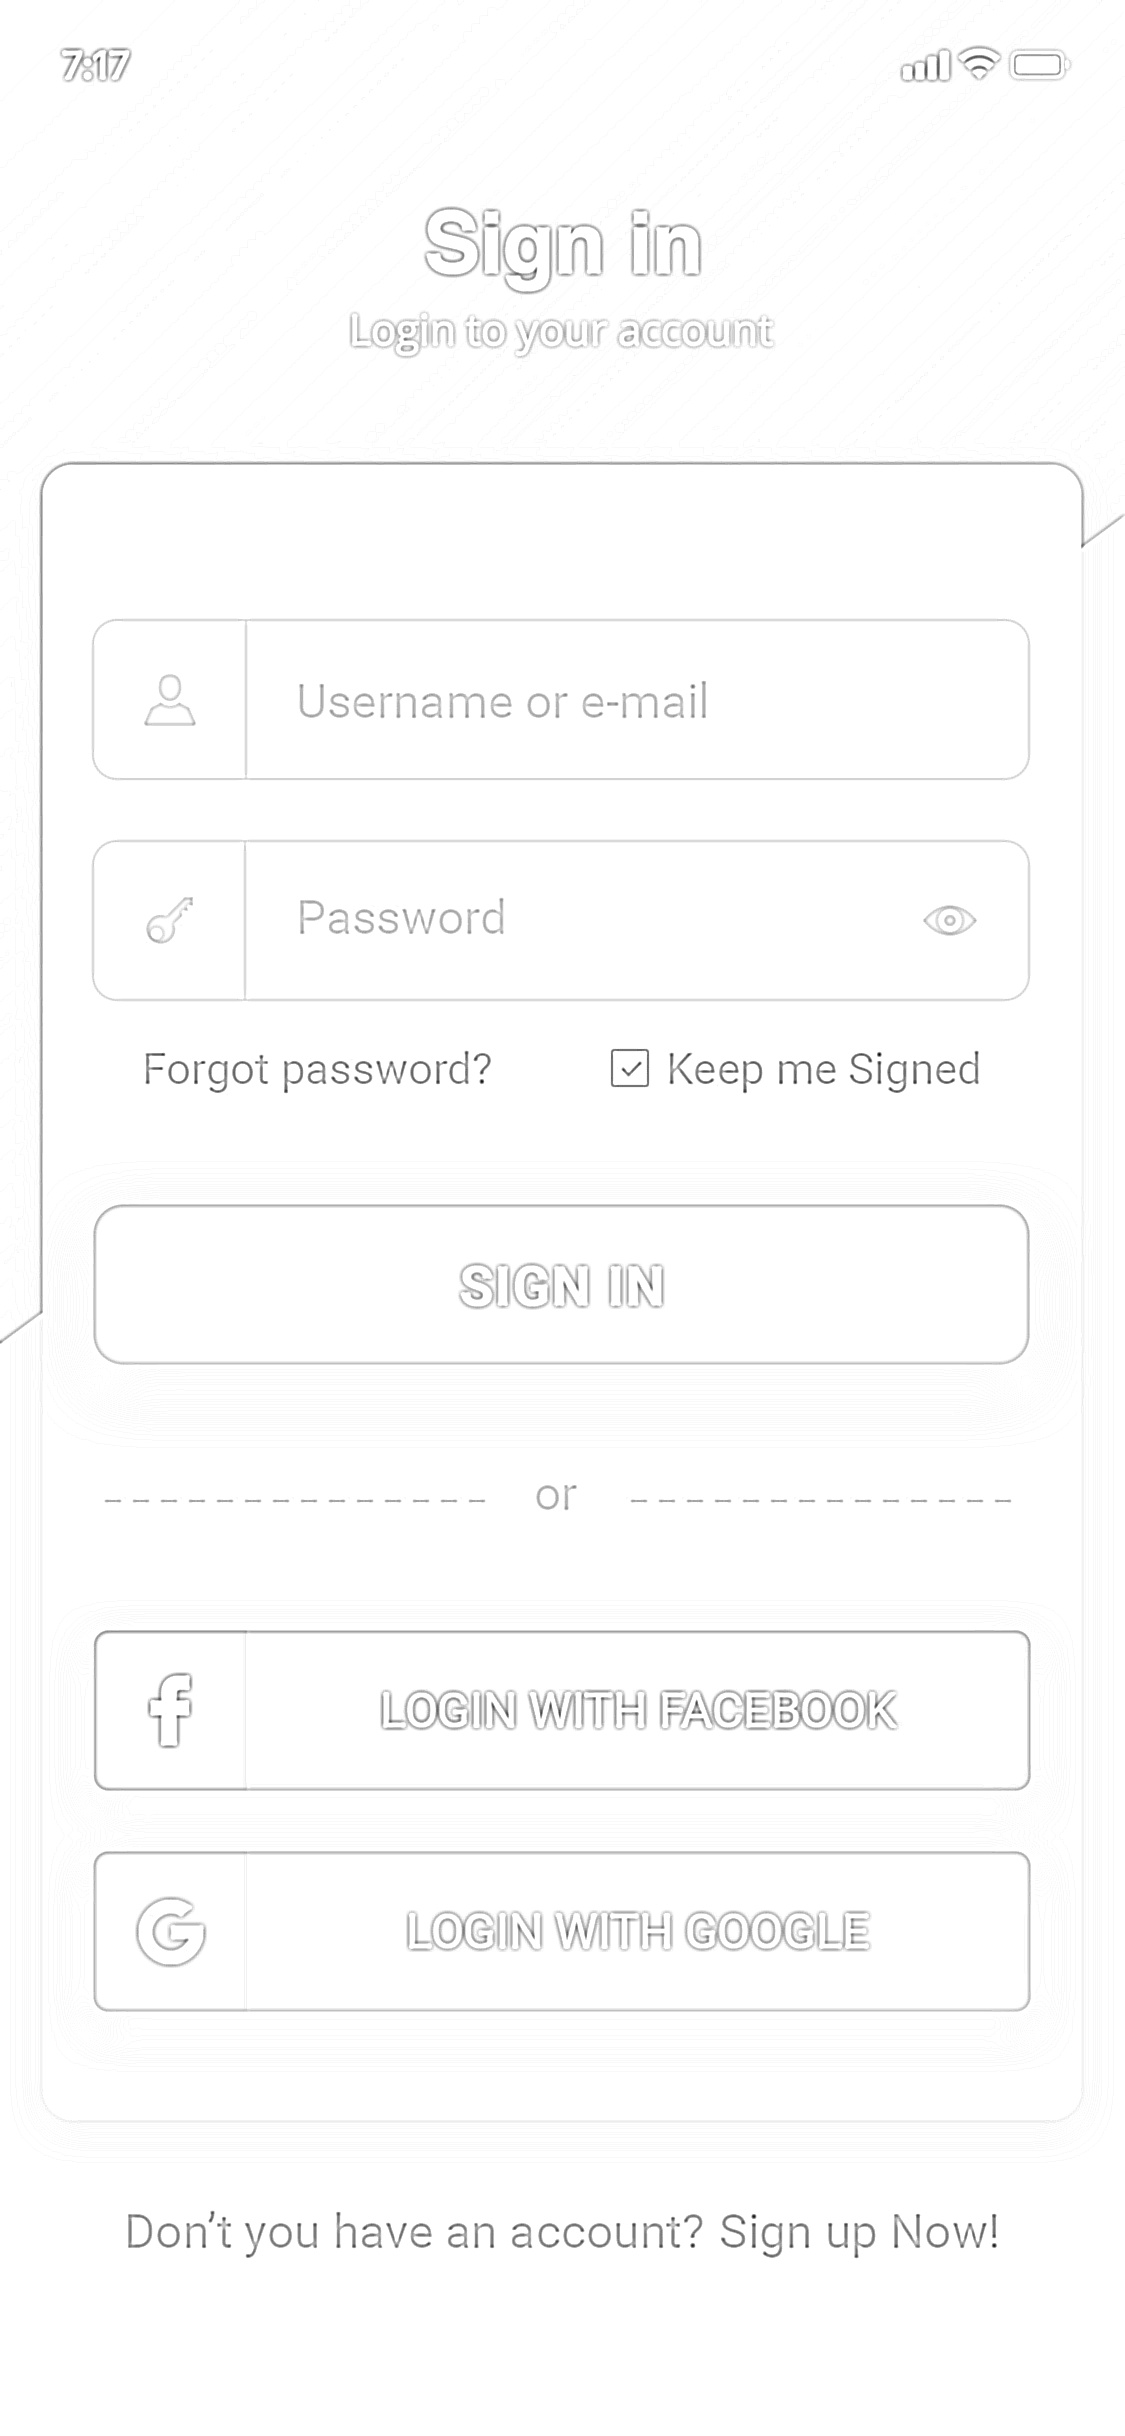 7:17
Sign in
Login to your account
Username or e-mail
Password
Forgot password? Keep me Signed
SIGN IN
or
f LOGIN WITH FACEBOOK
G LOGIN WITH GOOGLE
Don't you have an account? Sign up Now!